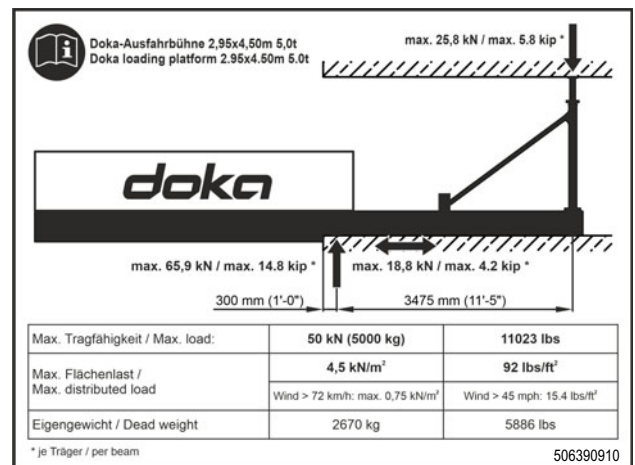 Doka-Ausfahrbühne 2,95x4,50m 5,0t
Doka loading platform 2.95x4.50m 5.0t
max. 25,8 kN / max. 5.8 kip *
doka
max. 65,9 kN / max. 14.8 kip *
max. 18,8 kN / max. 4.2 kip *
300 mm (1'-0")
3475 mm (11'-5")
Max. Tragfähigkeit / Max. load:
50 kN (5000 kg)
11023 lbs
Max. Flächenlast /
Max. distributed load
4,5 kN/m²
92 lbs/ft²
Wind > 72 km/h: max. 0,75 kN/m²
Wind > 45 mph: 15.4 lbs/ft²
Eigengewicht / Dead weight
2670 kg
5886 lbs
* je Träger / per beam
506390910